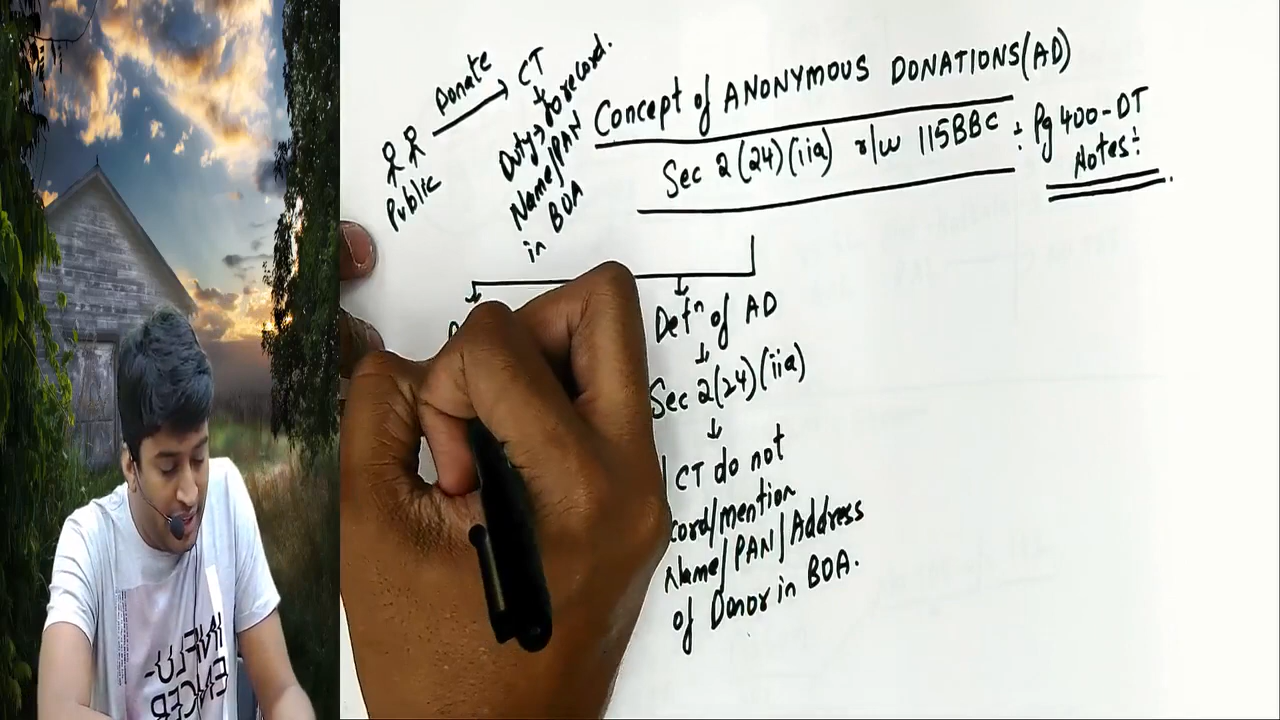 Donate
CT
Public
Duty → to record
Name/PAN
in BOA
Concept of ANONYMOUS DONATIONS (AD)
Sec 2(24)(iia) r/w 115BBC : Pg 400-DT
Notes:
Defⁿ of AD
Sec 2(24)(iia)
CT do not
cord/mention
Name/PAN/Address
of Donor in BOA.